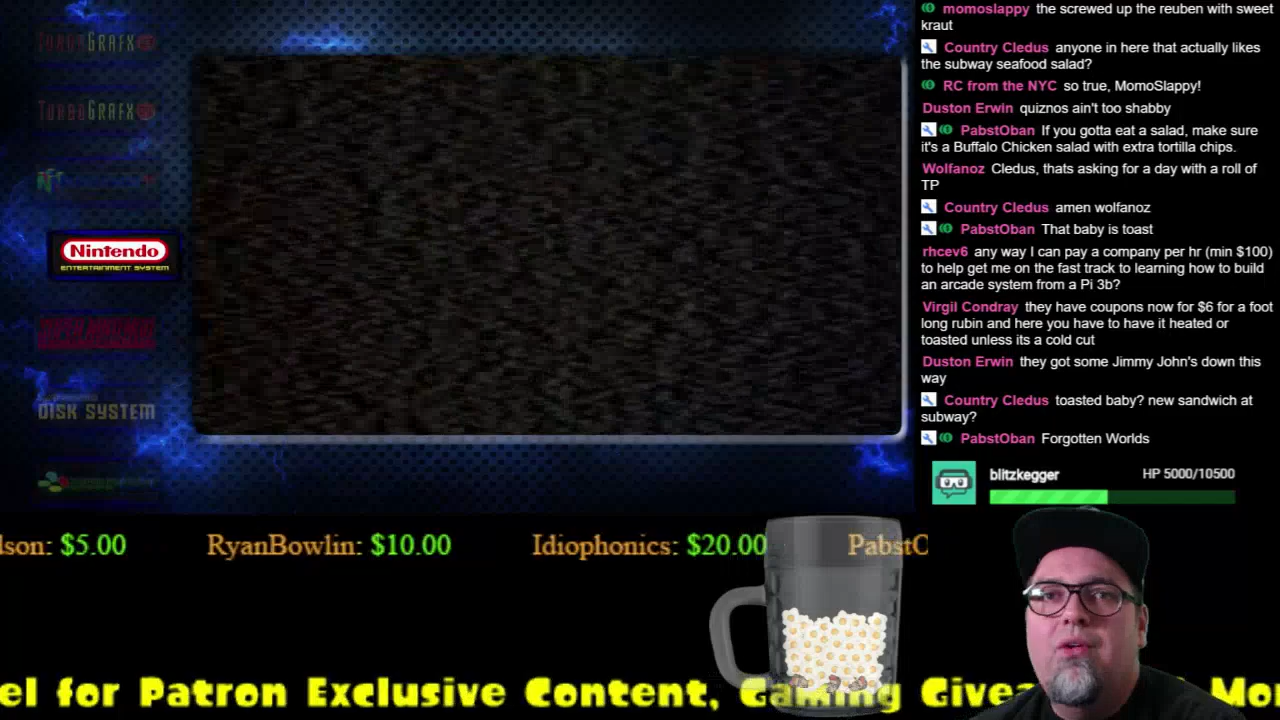 TURBOGRAFX
TURBOGRAFX
Nintendo
ENTERTAINMENT SYSTEM
DISK SYSTEM
momoslappy the screwed up the reuben with sweet
kraut
Country Cledus anyone in here that actually likes
the subway seafood salad?
RC from the NYC so true, MomoSlappy!
Duston Erwin quiznos ain't too shabby
PabstOban If you gotta eat a salad, make sure
it's a Buffalo Chicken salad with extra tortilla chips.
Wolfanoz Cledus, thats asking for a day with a roll of
TP
Country Cledus amen wolfanoz
PabstOban That baby is toast
rhcev6 any way I can pay a company per hr (min $100)
to help get me on the fast track to learning how to build
an arcade system from a Pi 3b?
Virgil Condray they have coupons now for $6 for a foot
long rubin and here you have to have it heated or
toasted unless its a cold cut
Duston Erwin they got some Jimmy John's down this
way
Country Cledus toasted baby? new sandwich at
subway?
PabstOban Forgotten Worlds
blitzkegger HP 5000/10500
lson: $5.00 RyanBowlin: $10.00 Idiophonics: $20.00 PabstO
el for Patron Exclusive Content, Gaming Givea Mo